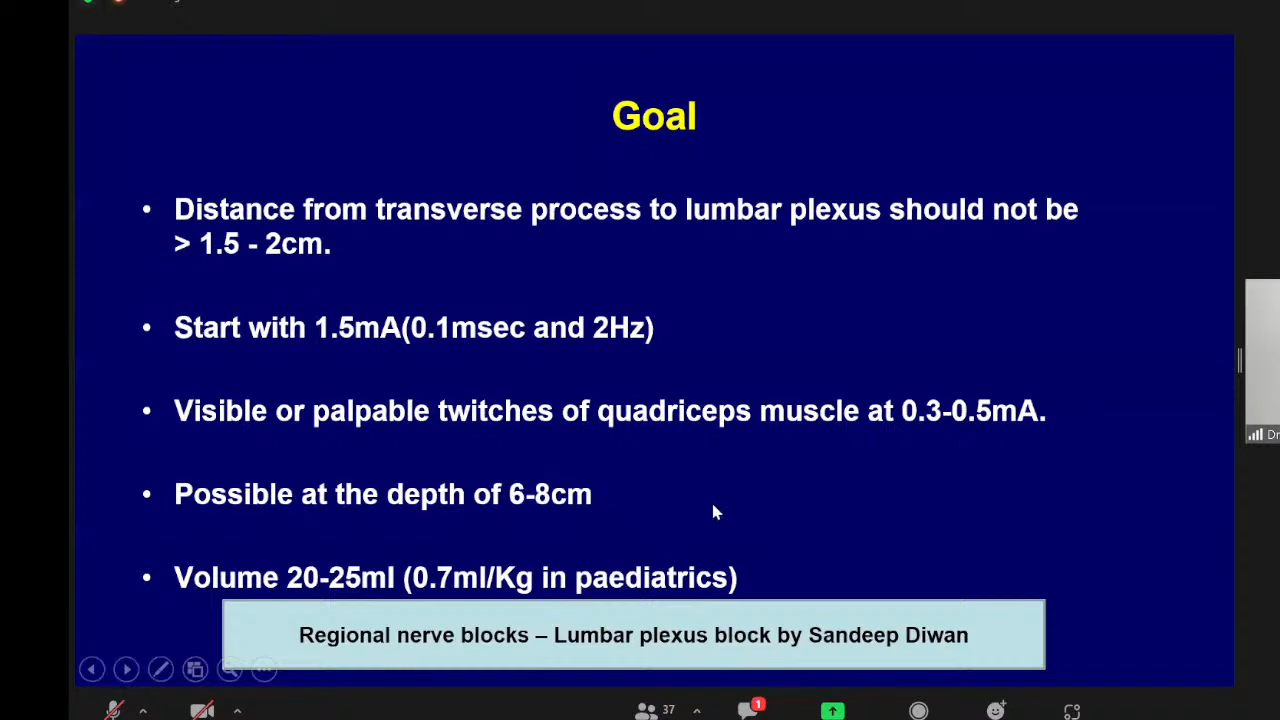 Goal
• Distance from transverse process to lumbar plexus should not be
> 1.5 - 2cm.
• Start with 1.5mA(0.1msec and 2Hz)
• Visible or palpable twitches of quadriceps muscle at 0.3-0.5mA.
• Possible at the depth of 6-8cm
• Volume 20-25ml (0.7ml/Kg in paediatrics)
Regional nerve blocks – Lumbar plexus block by Sandeep Diwan
Dr
37
1